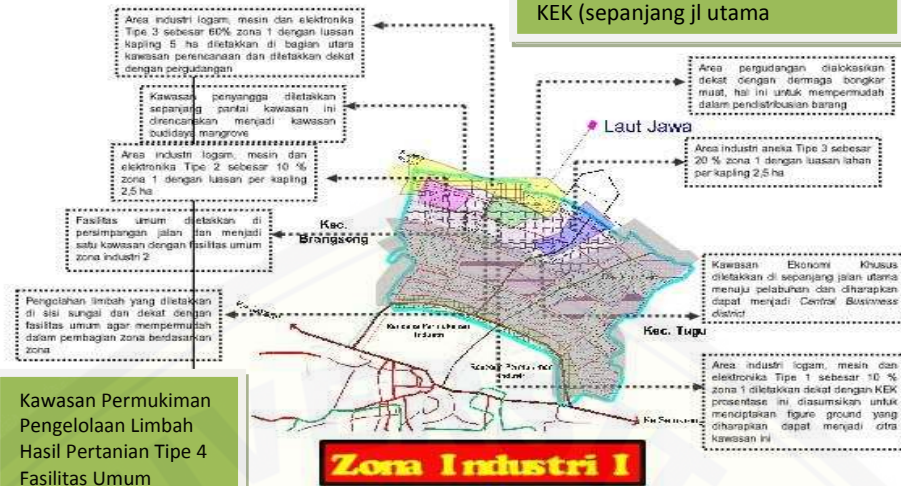 KEK (sepanjang jl utama
Area industri logam, mesin dan elektronika
Tipe 3 sebesar 60% zona 1 dengan luasan
kapling 5 ha diletakkan di bagian utara
kawasan perencanaan dan diletakkan dekat
dengan pergudangan
Kawasan penyangga diletakkan
sepanjang pantai kawasan ini
direncanakan menjadi kawasan
budidaya mangrove
Area industri logam, mesin dan
elektronika Tipe 2 sebesar 10 %
zona 1 dengan luasan per kapling
2,5 ha
Fasilitas umum diletakkan di
persimpangan jalan dan menjadi
satu kawasan dengan fasilitas umum
zona industri 2
Pengolahan limbah yang diletakkan
di sisi sungai dan dekat dengan
fasilitas umum agar mempermudah
dalam pembagian zona berdasarkan
zona
Area pergudangan dialokasikan
dekat dengan dermaga bongkar
muat, hal ini untuk mempermudah
dalam pendistribusian barang
Laut Jawa
Area industri aneka Tipe 3 sebesar
20 % zona 1 dengan luasan lahan
per kapling 2,5 ha
Kec.
Brangsong
Kawasan Ekonomi Khusus
diletakkan di sepanjang jalan utama
menuju pelabuhan dan diharapkan
dapat menjadi Central Businness
district
Kec. Tugu
Area industri logam, mesin dan
elektronika Tipe 1 sebesar 10 %
zona 1 diletakkan dekat dengan KEK
prosentase ini diasumsikan untuk
menciptakan figure ground yang
diharapkan dapat menjadi citra
kawasan ini
Kawasan Permukiman
Pengelolaan Limbah
Hasil Pertanian Tipe 4
Fasilitas Umum
Zona Industri I